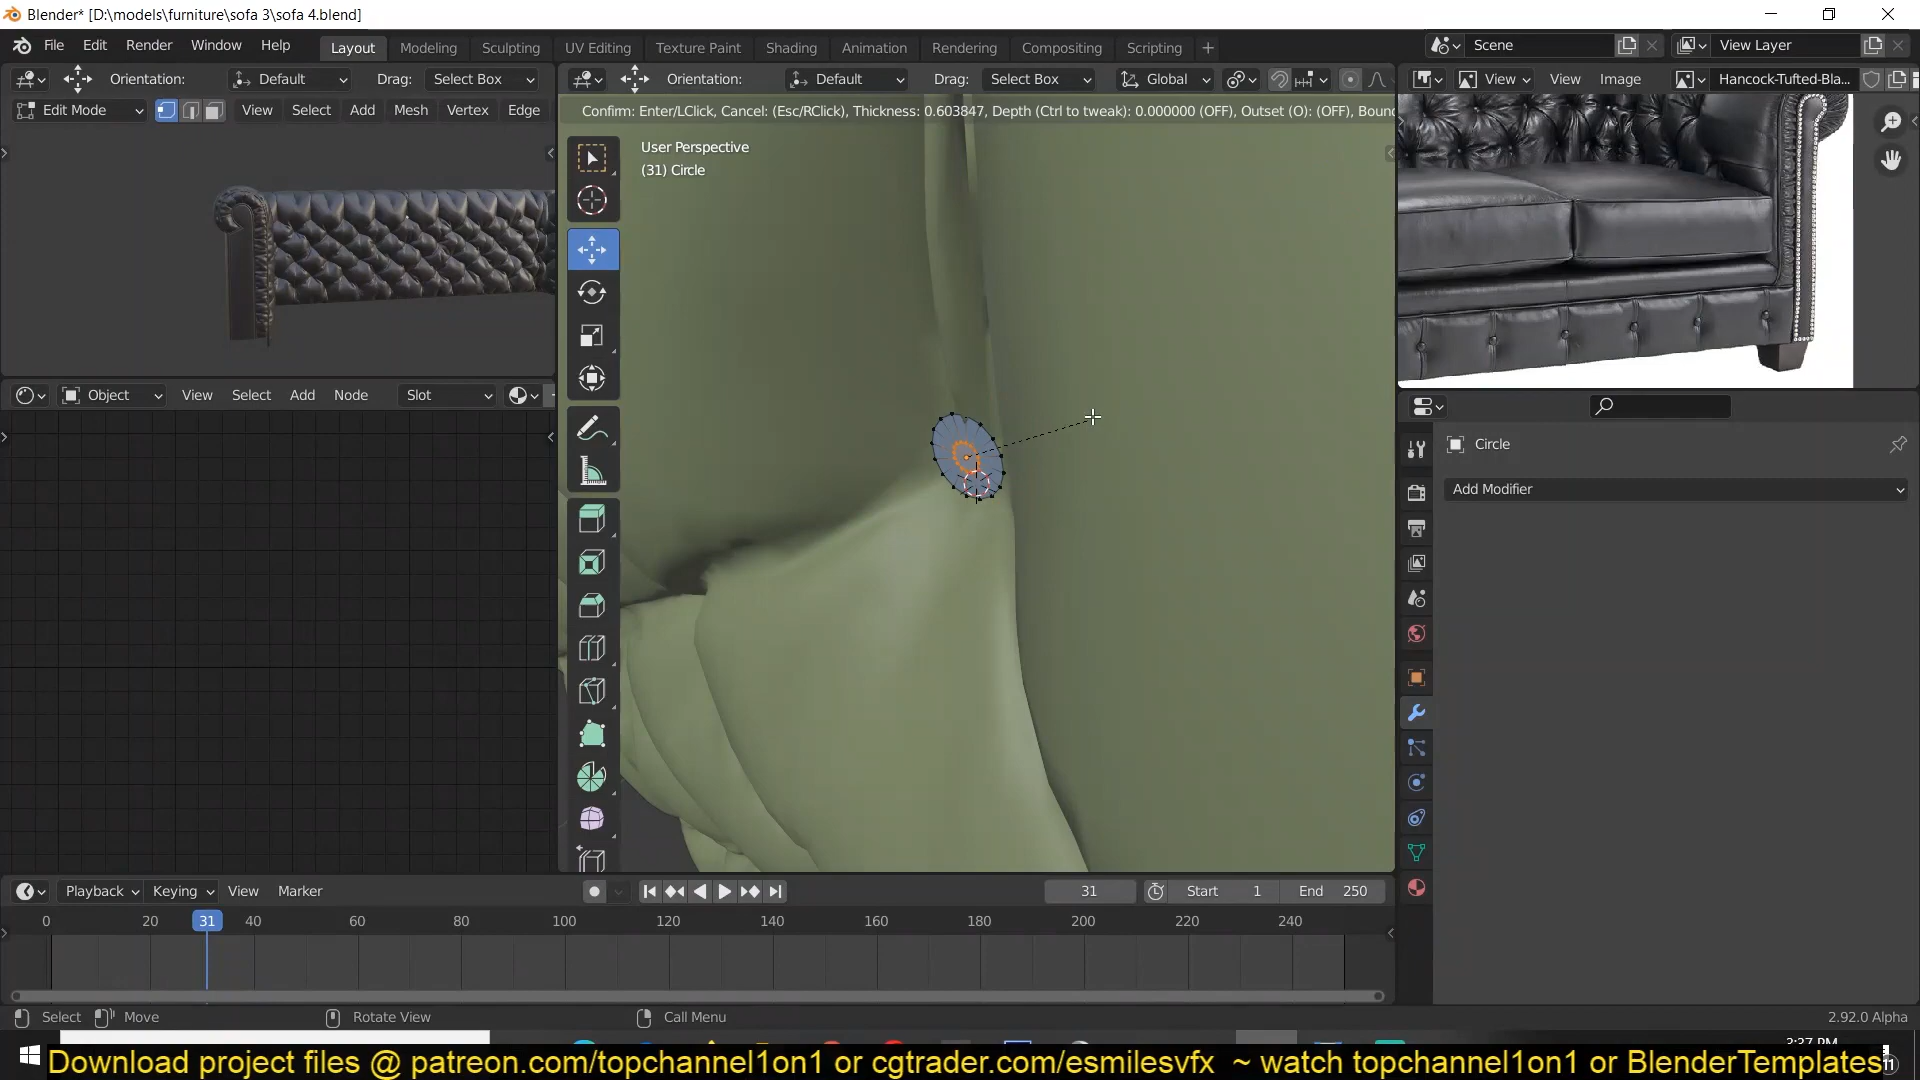 Blender* [D:\models\furniture\sofa 3\sofa 4.blend]
File Edit Render Window Help Layout Modeling Sculpting UV Editing Texture Paint Shading Animation Rendering Compositing Scripting + Scene View Layer
Orientation: Default Drag: Select Box Orientation: Default Drag: Select Box Global View View Image Hancock-Tufted-Bla...
Edit Mode View Select Add Mesh Vertex Edge Confirm: Enter/LClick, Cancel: (Esc/RClick), Thickness: 0.603847, Depth (Ctrl to tweak): 0.000000 (OFF), Outset (O): (OFF), Boun
User Perspective
(31) Circle
Object View Select Add Node Slot
Circle
Add Modifier
Playback Keying View Marker 31 Start 1 End 250
0 20 31 40 60 80 100 120 140 160 180 200 220 240
Select Move Rotate View Call Menu 2.92.0 Alpha
Download project files @ patreon.com/topchannel1on1 or cgtrader.com/esmilesvfx ~ watch topchannel1on1 or BlenderTemplates